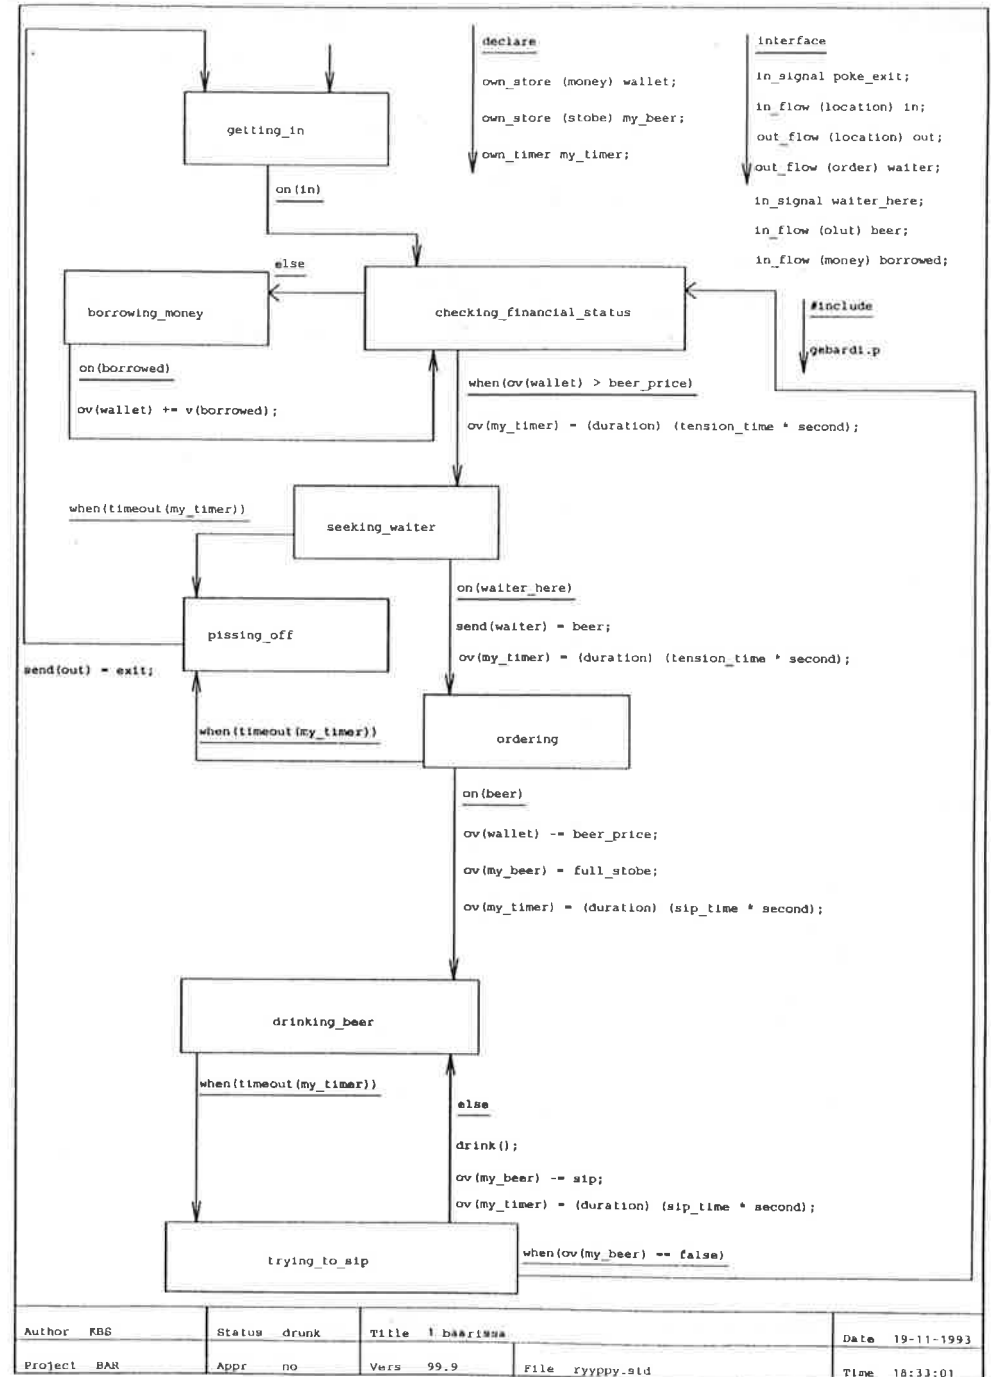 declare
own_store (money) wallet;
own_store (stobe) my_beer;
own_timer my_timer;
interface
in_signal poke_exit;
in_flow (location) in;
out_flow (location) out;
out_flow (order) waiter;
in_signal waiter_here;
in_flow (olut) beer;
in_flow (money) borrowed;
#include
gebardi.p
getting_in
on(in)
else
borrowing_money
checking_financial_status
on(borrowed)
ov(wallet) += v(borrowed);
when(ov(wallet) > beer_price)
ov(my_timer) = (duration) (tension_time * second);
when(timeout(my_timer))
seeking_waiter
on(waiter_here)
send(waiter) = beer;
ov(my_timer) = (duration) (tension_time * second);
pissing_off
send(out) = exit;
when(timeout(my_timer))
ordering
on(beer)
ov(wallet) -= beer_price;
ov(my_beer) = full_stobe;
ov(my_timer) = (duration) (sip_time * second);
drinking_beer
when(timeout(my_timer))
else
drink();
ov(my_beer) -= sip;
ov(my_timer) = (duration) (sip_time * second);
trying_to_sip
when(ov(my_beer) == false)
Author KBS Status drunk Title 1 baarissa Date 19-11-1993
Project BAR Appr no Vers 99.9 File ryyppy.std Time 18:33:01